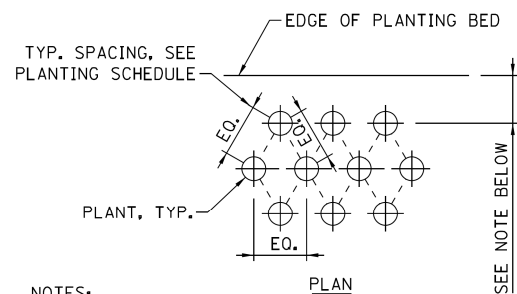 EDGE OF PLANTING BED
TYP. SPACING, SEE
PLANTING SCHEDULE
EQ.
EQ.
PLANT, TYP.
EQ.
SEE NOTE BELOW
NOTES:
PLAN